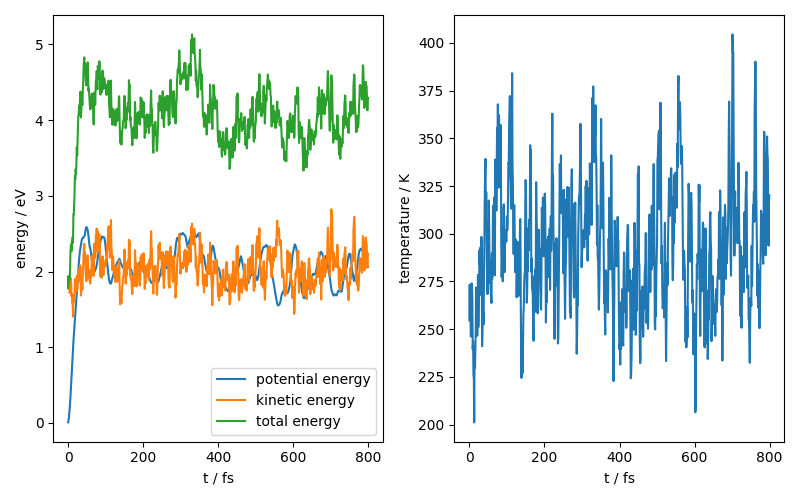 energy / eV
5
4
3
2
1
0
potential energy
kinetic energy
total energy
0 200 400 600 800
t / fs
temperature / K
400
375
350
325
300
275
250
225
200
0 200 400 600 800
t / fs